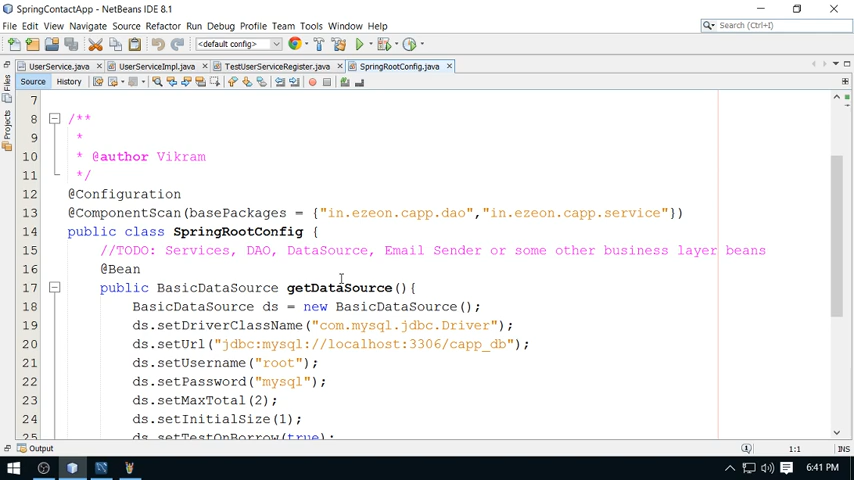 SpringContactApp - NetBeans IDE 8.1
File Edit View Navigate Source Refactor Run Debug Profile Team Tools Window Help
Search (Ctrl+I)
<default config>
UserService.java
UserServiceImpl.java
TestUserServiceRegister.java
SpringRootConfig.java
Source History
Files
Projects
7
8 /**
9 *
10 * @author Vikram
11 */
12 @Configuration
13 @ComponentScan(basePackages = {"in.ezeon.capp.dao","in.ezeon.capp.service"})
14 public class SpringRootConfig {
15 //TODO: Services, DAO, DataSource, Email Sender or some other business layer beans
16 @Bean
17 public BasicDataSource getDataSource(){
18 BasicDataSource ds = new BasicDataSource();
19 ds.setDriverClassName("com.mysql.jdbc.Driver");
20 ds.setUrl("jdbc:mysql://localhost:3306/capp_db");
21 ds.setUsername("root");
22 ds.setPassword("mysql");
23 ds.setMaxTotal(2);
24 ds.setInitialSize(1);
25 ds.setTestOnBorrow(true);
Output
1:1 INS
6:41 PM